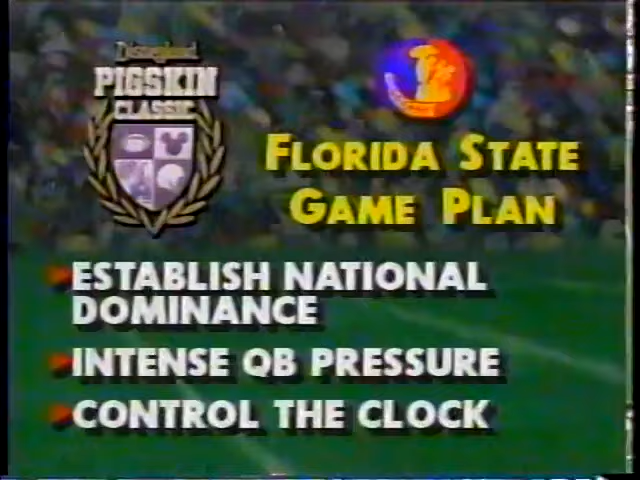 Disneyland
PIGSKIN
CLASSIC
FLORIDA STATE
GAME PLAN
ESTABLISH NATIONAL
DOMINANCE
INTENSE QB PRESSURE
CONTROL THE CLOCK